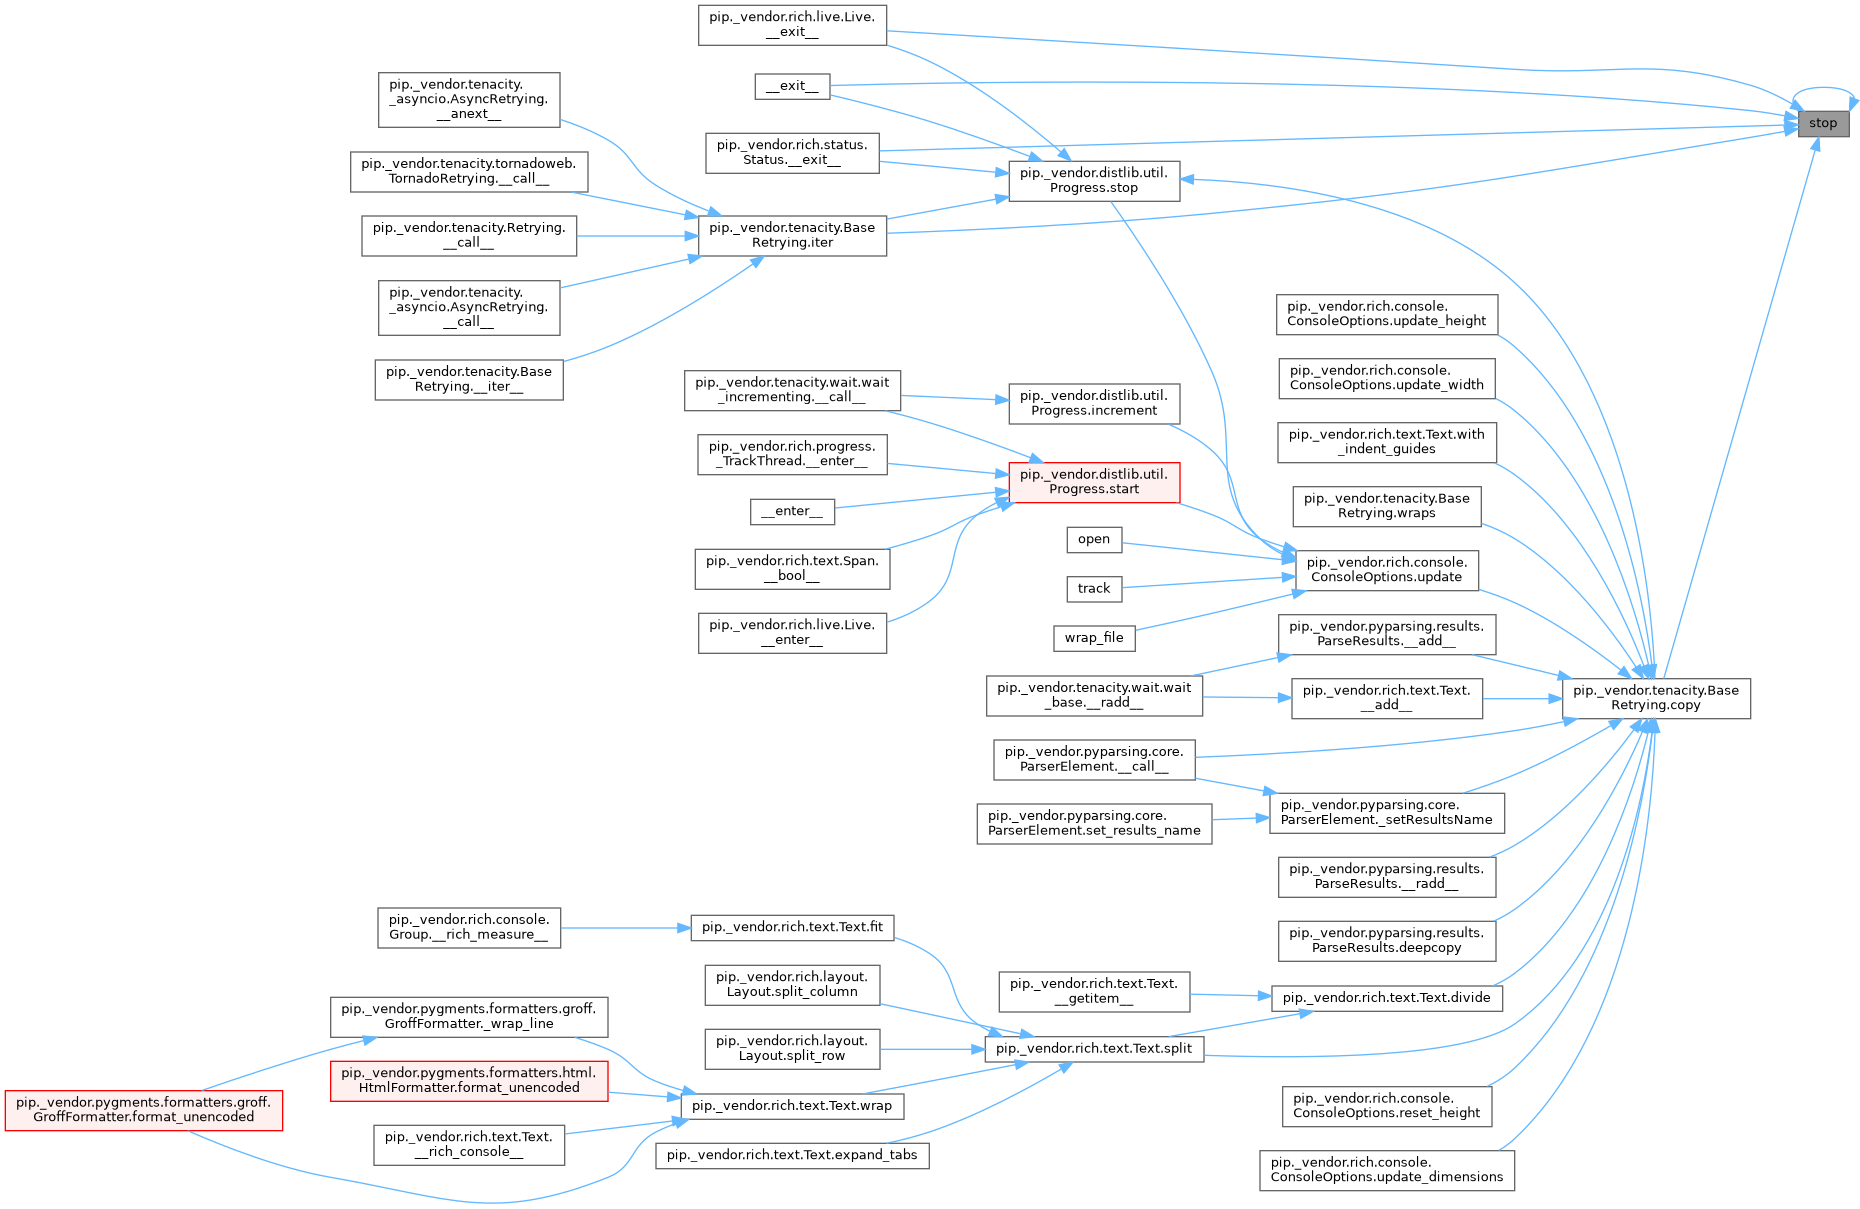 pip._vendor.rich.live.Live.
__exit__
__exit__
pip._vendor.rich.status.
Status.__exit__
stop
pip._vendor.tenacity.
_asyncio.AsyncRetrying.
__anext__
pip._vendor.tenacity.tornadoweb.
TornadoRetrying.__call__
pip._vendor.tenacity.Retrying.
__call__
pip._vendor.tenacity.
_asyncio.AsyncRetrying.
__call__
pip._vendor.tenacity.Base
Retrying.__iter__
pip._vendor.tenacity.Base
Retrying.iter
pip._vendor.distlib.util.
Progress.stop
pip._vendor.rich.console.
ConsoleOptions.update_height
pip._vendor.rich.console.
ConsoleOptions.update_width
pip._vendor.rich.text.Text.with
_indent_guides
pip._vendor.tenacity.Base
Retrying.wraps
pip._vendor.tenacity.wait.wait
_incrementing.__call__
pip._vendor.distlib.util.
Progress.increment
pip._vendor.rich.progress.
_TrackThread.__enter__
pip._vendor.distlib.util.
Progress.start
__enter__
pip._vendor.rich.text.Span.
__bool__
pip._vendor.rich.live.Live.
__enter__
open
track
wrap_file
pip._vendor.rich.console.
ConsoleOptions.update
pip._vendor.pyparsing.results.
ParseResults.__add__
pip._vendor.tenacity.wait.wait
_base.__radd__
pip._vendor.rich.text.Text.
__add__
pip._vendor.tenacity.Base
Retrying.copy
pip._vendor.pyparsing.core.
ParserElement.__call__
pip._vendor.pyparsing.core.
ParserElement.set_results_name
pip._vendor.pyparsing.core.
ParserElement._setResultsName
pip._vendor.pyparsing.results.
ParseResults.__radd__
pip._vendor.pyparsing.results.
ParseResults.deepcopy
pip._vendor.rich.console.
Group.__rich_measure__
pip._vendor.rich.text.Text.fit
pip._vendor.rich.layout.
Layout.split_column
pip._vendor.rich.text.Text.
__getitem__
pip._vendor.rich.text.Text.divide
pip._vendor.pygments.formatters.groff.
GroffFormatter._wrap_line
pip._vendor.rich.layout.
Layout.split_row
pip._vendor.rich.text.Text.split
pip._vendor.pygments.formatters.html.
HtmlFormatter.format_unencoded
pip._vendor.pygments.formatters.groff.
GroffFormatter.format_unencoded
pip._vendor.rich.text.Text.wrap
pip._vendor.rich.console.
ConsoleOptions.reset_height
pip._vendor.rich.text.Text.
__rich_console__
pip._vendor.rich.text.Text.expand_tabs
pip._vendor.rich.console.
ConsoleOptions.update_dimensions